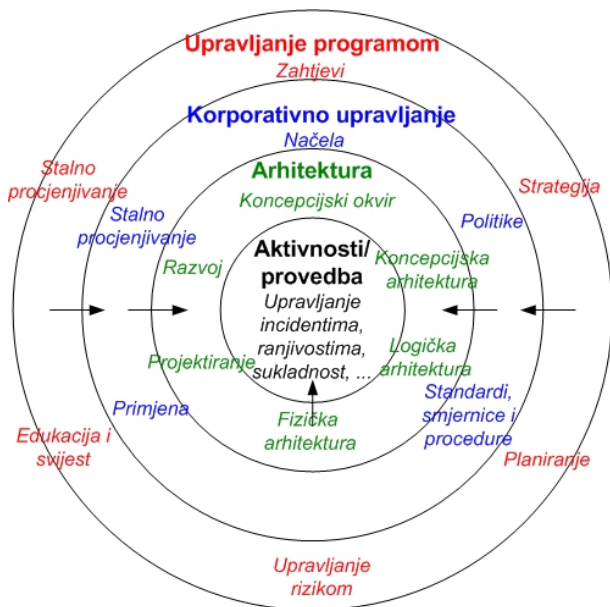 Upravljanje programom
Zahtjevi
Korporativno upravljanje
Načela
Arhitektura
Koncepcijski okvir
Stalno
procjenjivanje
Strategija
Stalno
procjenjivanje
Politike
Razvoj
Aktivnosti/
provedba
Upravljanje
incidentima,
ranjivostima,
sukladnost, ...
Koncepcijska
arhitektura
Projektiranje
Logička
arhitektura
Primjena
Fizička
arhitektura
Standardi,
smjernice i
procedure
Edukacija i
svijest
Planiranje
Upravljanje
rizikom